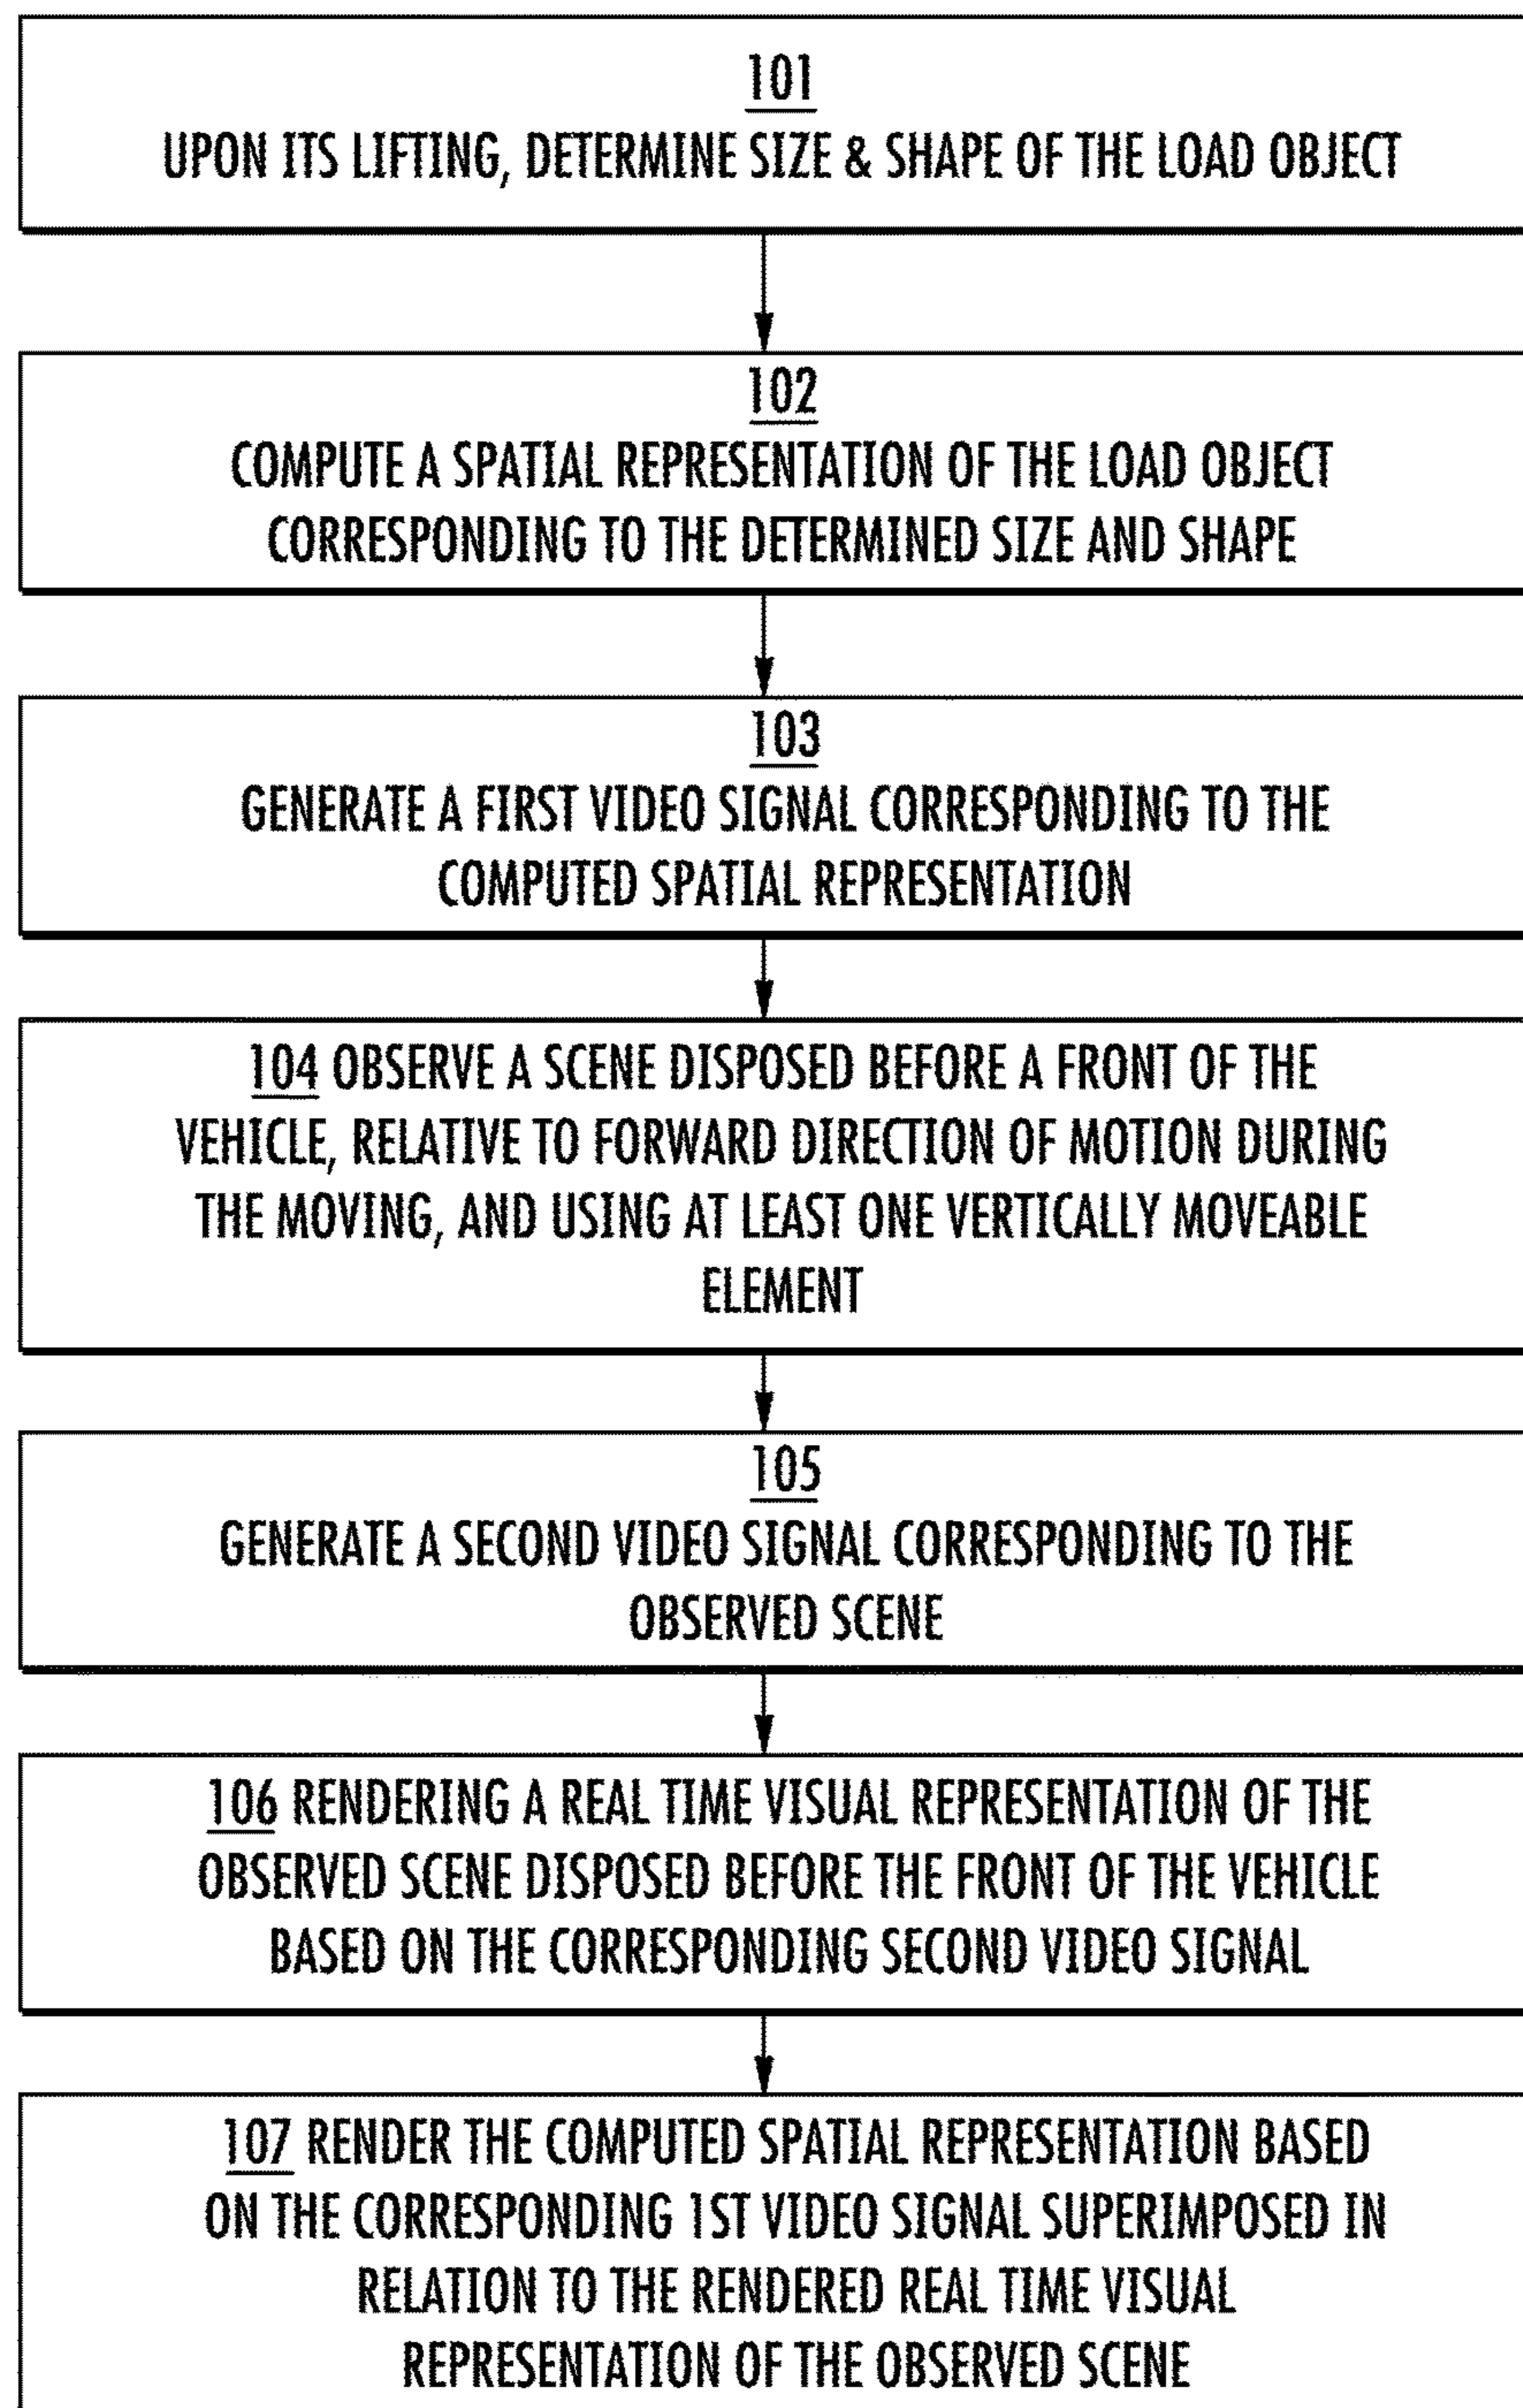 101
UPON ITS LIFTING, DETERMINE SIZE & SHAPE OF THE LOAD OBJECT
102
COMPUTE A SPATIAL REPRESENTATION OF THE LOAD OBJECT
CORRESPONDING TO THE DETERMINED SIZE AND SHAPE
103
GENERATE A FIRST VIDEO SIGNAL CORRESPONDING TO THE
COMPUTED SPATIAL REPRESENTATION
104 OBSERVE A SCENE DISPOSED BEFORE A FRONT OF THE
VEHICLE, RELATIVE TO FORWARD DIRECTION OF MOTION DURING
THE MOVING, AND USING AT LEAST ONE VERTICALLY MOVEABLE
ELEMENT
105
GENERATE A SECOND VIDEO SIGNAL CORRESPONDING TO THE
OBSERVED SCENE
106 RENDERING A REAL TIME VISUAL REPRESENTATION OF THE
OBSERVED SCENE DISPOSED BEFORE THE FRONT OF THE VEHICLE
BASED ON THE CORRESPONDING SECOND VIDEO SIGNAL
107 RENDER THE COMPUTED SPATIAL REPRESENTATION BASED
ON THE CORRESPONDING 1ST VIDEO SIGNAL SUPERIMPOSED IN
RELATION TO THE RENDERED REAL TIME VISUAL
REPRESENTATION OF THE OBSERVED SCENE